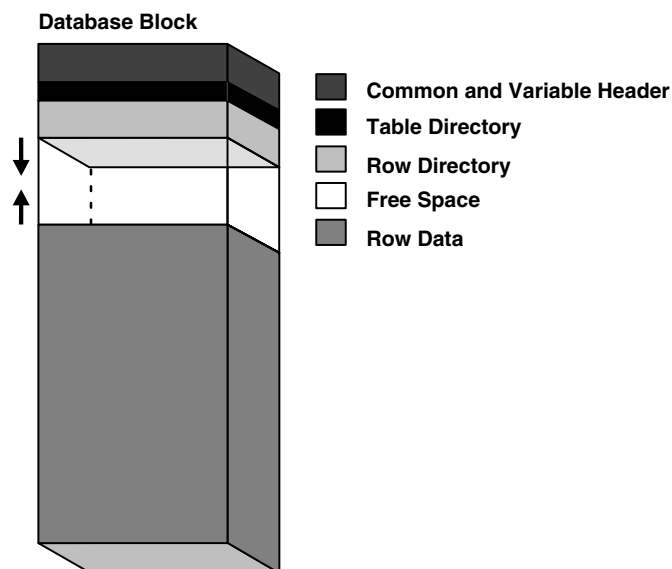 Database Block
Common and Variable Header
Table Directory
Row Directory
Free Space
Row Data